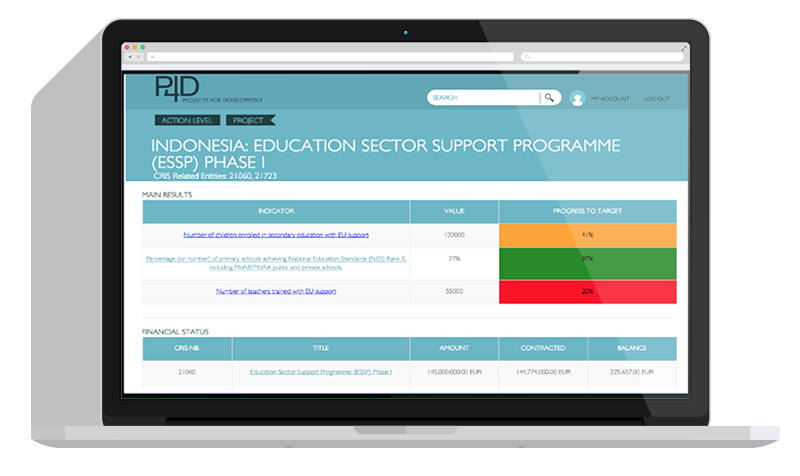 P4D
PROJECTS FOR DEVELOPMENT
SEARCH
MY ACCOUNT
LOG OUT
ACTION LEVEL
PROJECT
INDONESIA: EDUCATION SECTOR SUPPORT PROGRAMME
(ESSP) PHASE I
CRIS Related Entities: 21060, 21723
MAIN RESULTS
INDICATOR VALUE PROGRESS TO TARGET
Number of children enrolled in secondary education with EU support 120000 41%
Percentage (or number) of primary schools achieving National Education Standards (NES) Rank B, 77% 87%
including MoNE/MoRA public and private schools.
Number of teachers trained with EU support 55000 20%
FINANCIAL STATUS
CRIS NB. TITLE AMOUNT CONTRACTED BALANCE
21060 Education Sector Support Programme (ESSP) Phase I 145,000,000.00 EUR 144,774,000.00 EUR 225,657.00 EUR